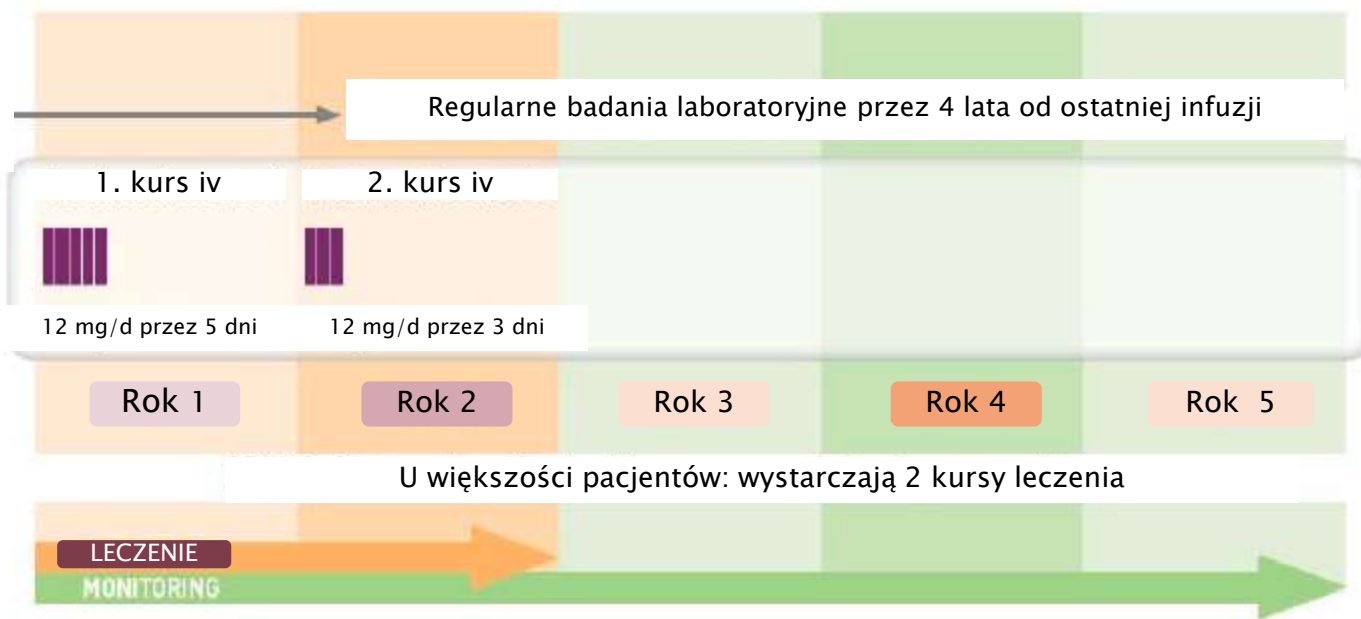 Regularne badania laboratoryjne przez 4 lata od ostatniej infuzji
1. kurs iv
2. kurs iv
12 mg/d przez 5 dni
12 mg/d przez 3 dni
Rok 1
Rok 2
Rok 3
Rok 4
Rok 5
U większości pacjentów: wystarczają 2 kursy leczenia
LECZENIE
MONITORING